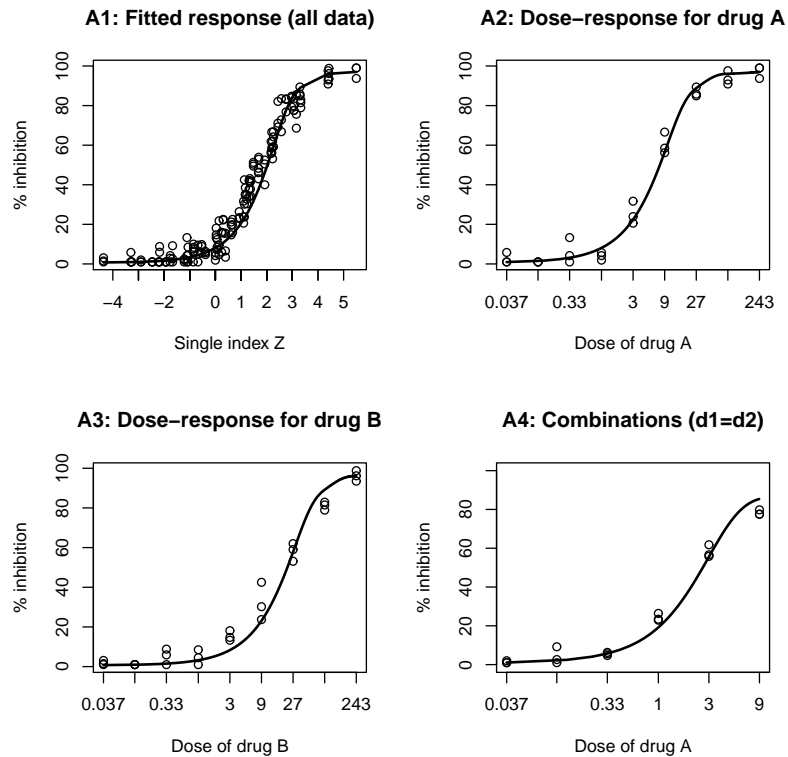 A1: Fitted response (all data)
% inhibition
0 20 40 60 80 100
−4 −2 0 1 2 3 4 5
Single index Z
A2: Dose−response for drug A
% inhibition
0 20 40 60 80 100
0.037 0.33 3 9 27 243
Dose of drug A
A3: Dose−response for drug B
% inhibition
0 20 40 60 80 100
0.037 0.33 3 9 27 243
Dose of drug B
A4: Combinations (d1=d2)
% inhibition
0 20 40 60 80
0.037 0.33 1 3 9
Dose of drug A